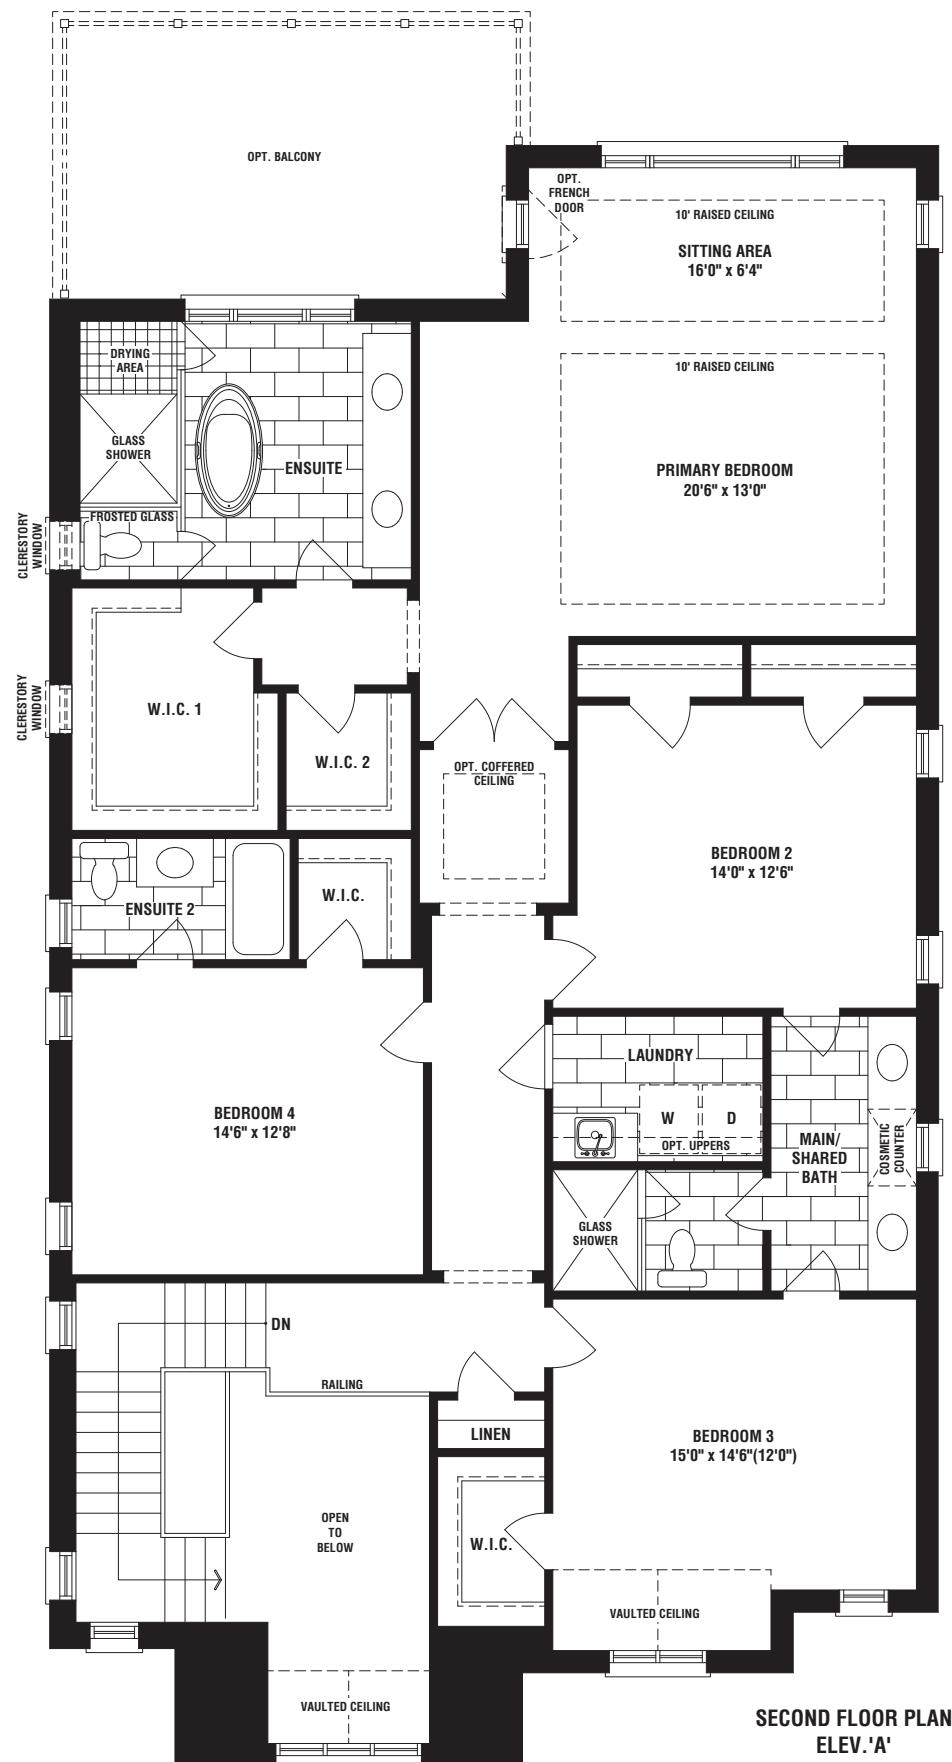 OPT. BALCONY
OPT.
FRENCH
DOOR
10' RAISED CEILING
SITTING AREA
16'0" x 6'4"
DRYING
AREA
10' RAISED CEILING
GLASS
SHOWER
ENSUITE
PRIMARY BEDROOM
20'6" x 13'0"
FROSTED GLASS
CLERESTORY
WINDOW
CLERESTORY
WINDOW
W.I.C. 1
W.I.C. 2
OPT. COFFERED
CEILING
BEDROOM 2
14'0" x 12'6"
W.I.C.
ENSUITE 2
LAUNDRY
BEDROOM 4
14'6" x 12'8"
W
D
OPT. UPPERS
MAIN/
SHARED
BATH
COSMETIC
COUNTER
GLASS
SHOWER
DN
RAILING
LINEN
BEDROOM 3
15'0" x 14'6"(12'0")
OPEN
TO
BELOW
W.I.C.
VAULTED CEILING
VAULTED CEILING
SECOND FLOOR PLAN
ELEV.'A'